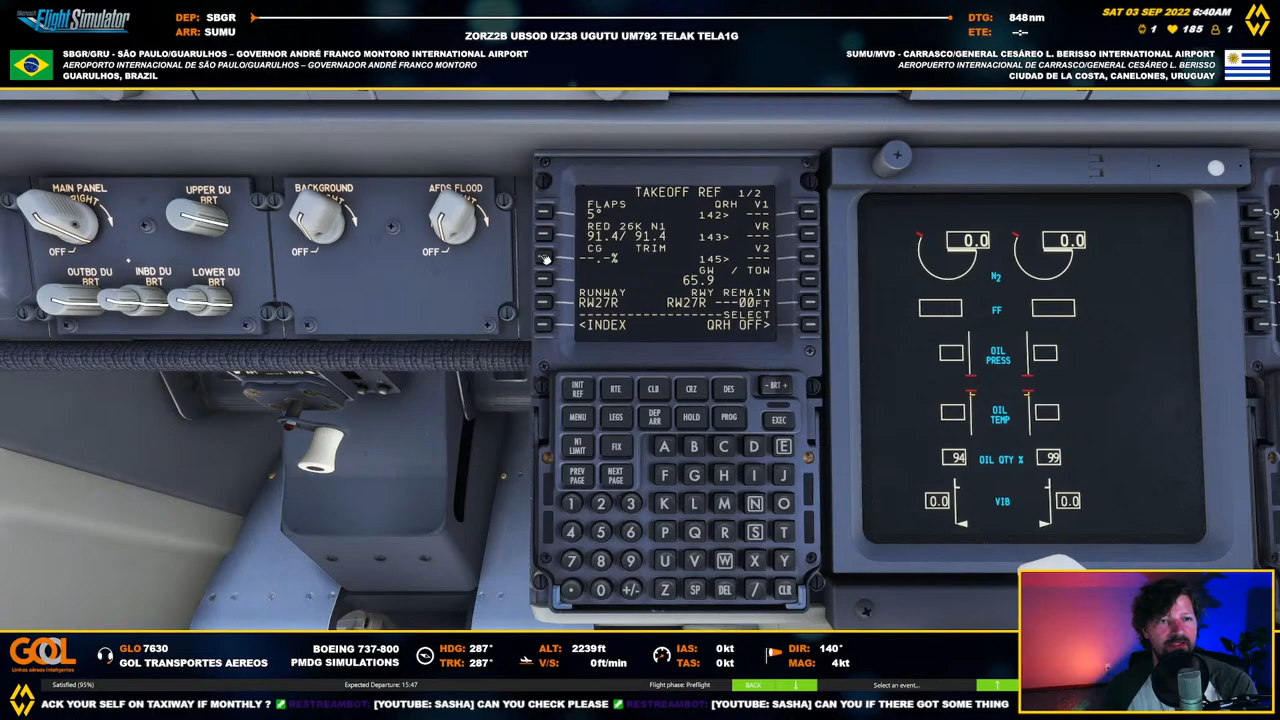 Flight Simulator
DEP: SBGR
ARR: SUMU
ZORZ2B UBSOD UZ38 UGUTU UM792 TELAK TELA1G
DTG: 848nm
ETE: --:--
SAT 03 SEP 2022 6:40AM
1 185 1
SBGR/GRU - SÃO PAULO/GUARULHOS – GOVERNOR ANDRÉ FRANCO MONTORO INTERNATIONAL AIRPORT
AEROPORTO INTERNACIONAL DE SÃO PAULO/GUARULHOS – GOVERNADOR ANDRÉ FRANCO MONTORO
GUARULHOS, BRAZIL
SUMU/MVD - CARRASCO/GENERAL CESÁREO L. BERISSO INTERNATIONAL AIRPORT
AEROPUERTO INTERNACIONAL DE CARRASCO/GENERAL CESÁREO L. BERISSO
CIUDAD DE LA COSTA, CANELONES, URUGUAY
MAIN PANEL
BRIGHT
OFF
UPPER DU
BRT
BACKGROUND
OFF
AFDS FLOOD
OFF
OUTBD DU
BRT
INBD DU
BRT
LOWER DU
BRT
TAKEOFF REF 1/2
FLAPS QRH V1
5° 142> ---
RED 26K N1 VR
91.4/ 91.4 143> ---
CG TRIM V2
--.-% 145> ---
GW / TOW
65.9
RUNWAY RWY REMAIN
RW27R RW27R ---00FT
SELECT
<INDEX QRH OFF>
INIT REF RTE CLB CRZ DES - BRT +
MENU LEGS DEP ARR HOLD PROG EXEC
N1 LIMIT FIX A B C D E
PREV PAGE NEXT PAGE F G H I J
1 2 3 K L M N O
4 5 6 P Q R S T
7 8 9 U V W X Y
. 0 +/- Z SP DEL / CLR
0.0 0.0
N2
FF
OIL PRESS
OIL TEMP
94 OIL QTY % 99
0.0 VIB 0.0
GOL
Linhas aéreas inteligentes
GLO 7630
GOL TRANSPORTES AEREOS
BOEING 737-800
PMDG SIMULATIONS
HDG: 287°
TRK: 287°
ALT: 2239ft
V/S: 0ft/min
IAS: 0kt
TAS: 0kt
DIR: 140°
MAG: 4kt
Satisfied (95%)
Expected Departure: 15:47
Flight phase: Preflight
BACK
Select an event...
ACK YOUR SELF ON TAXIWAY IF MONTHLY ? RESTREAMBOT: [YOUTUBE: SASHA] CAN YOU CHECK PLEASE RESTREAMBOT: [YOUTUBE: SASHA] CAN YOU IF THERE GOT SOME THING